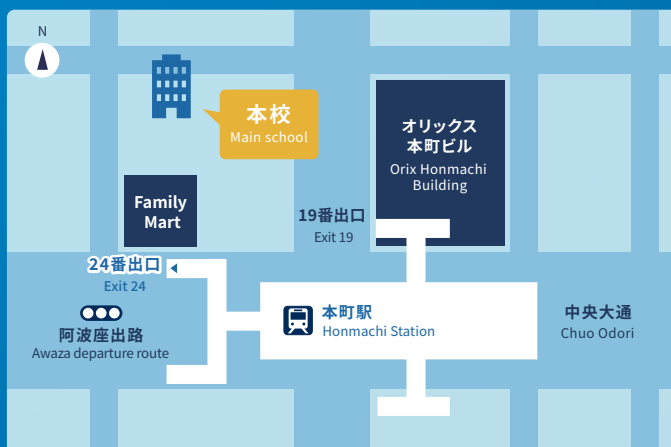 N
本校
Main school
オリックス
本町ビル
Orix Honmachi
Building
Family
Mart
19番出口
Exit 19
24番出口
Exit 24
本町駅
Honmachi Station
阿波座出路
Awaza departure route
中央大通
Chuo Odori